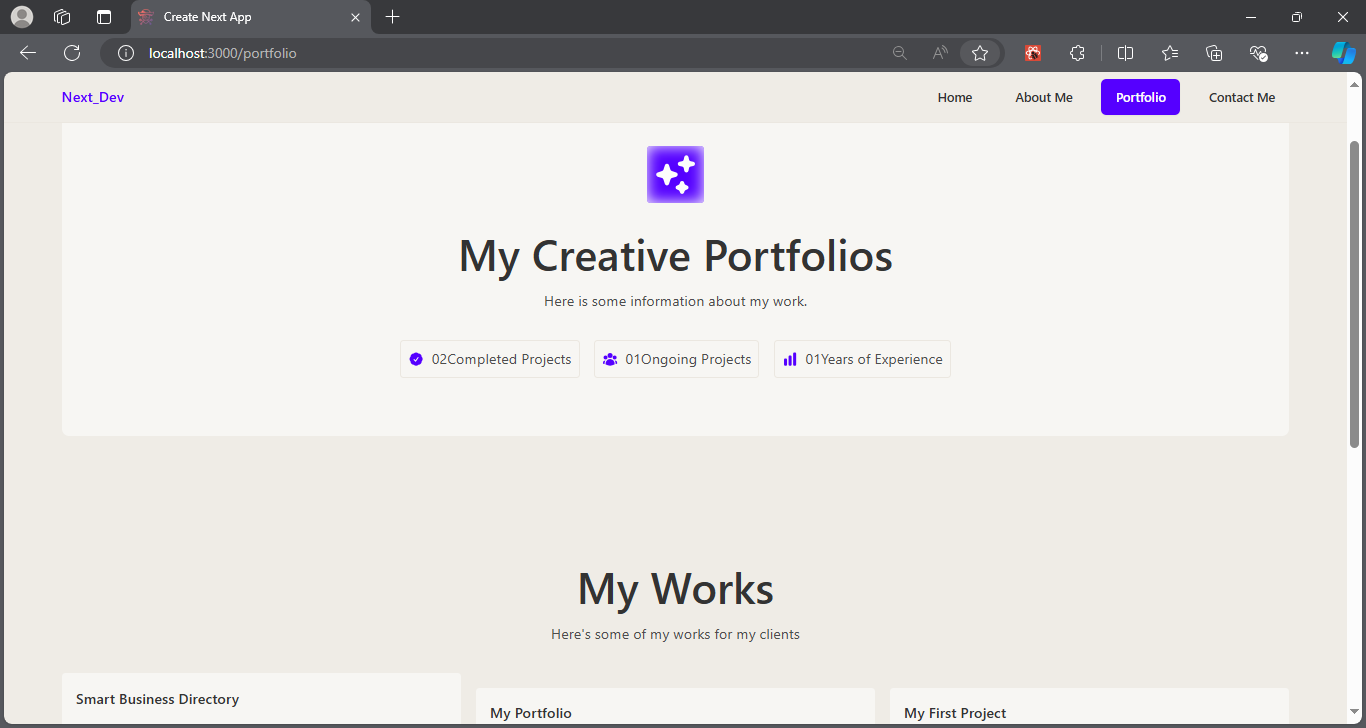 Create Next App
localhost:3000/portfolio
Next_Dev Home About Me Portfolio Contact Me
My Creative Portfolios
Here is some information about my work.
02Completed Projects 01Ongoing Projects 01Years of Experience
My Works
Here's some of my works for my clients
Smart Business Directory
My Portfolio My First Project